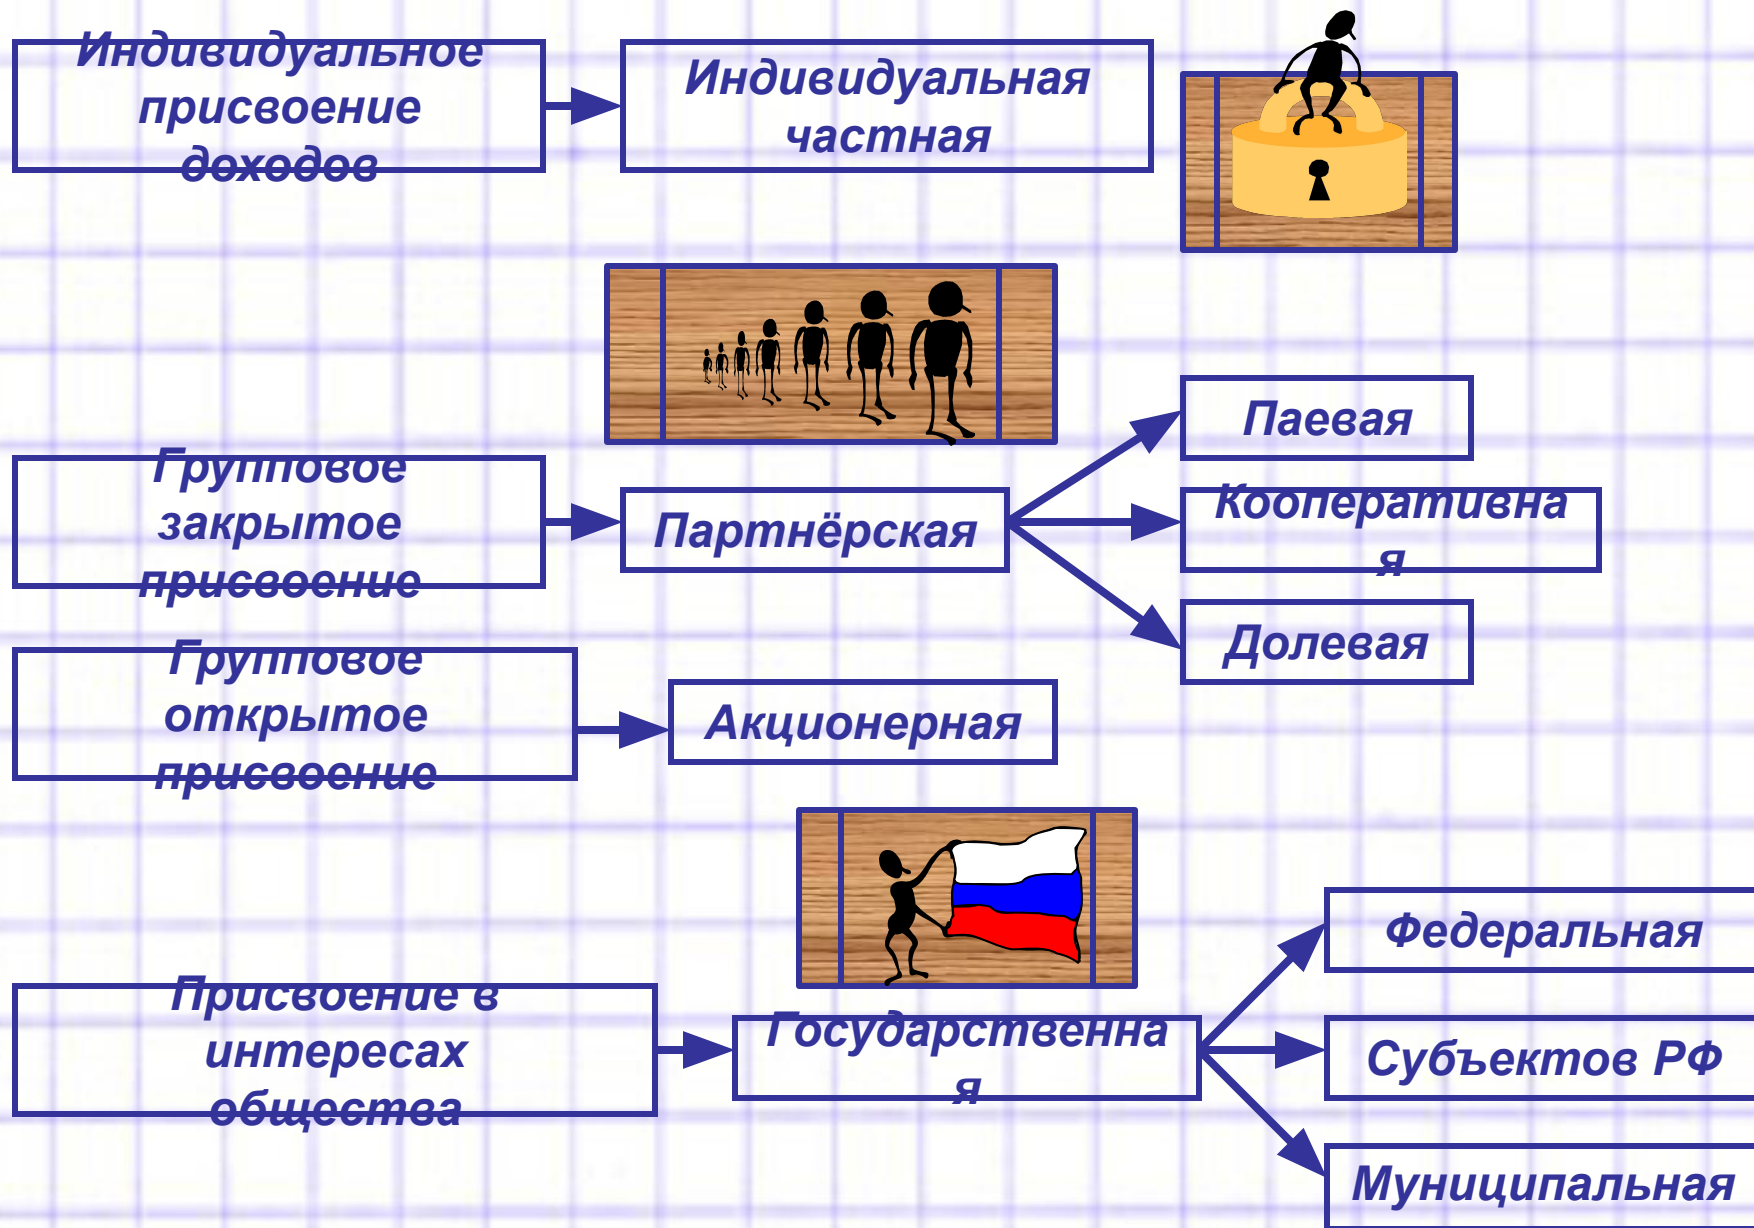 Индивидуальное
присвоение
доходов
Индивидуальная
частная
Групповое
закрытое
присвоение
Партнёрская
Паевая
Кооперативна
я
Долевая
Групповое
открытое
присвоение
Акционерная
Присвоение в
интересах
общества
Государственна
я
Федеральная
Субъектов РФ
Муниципальная